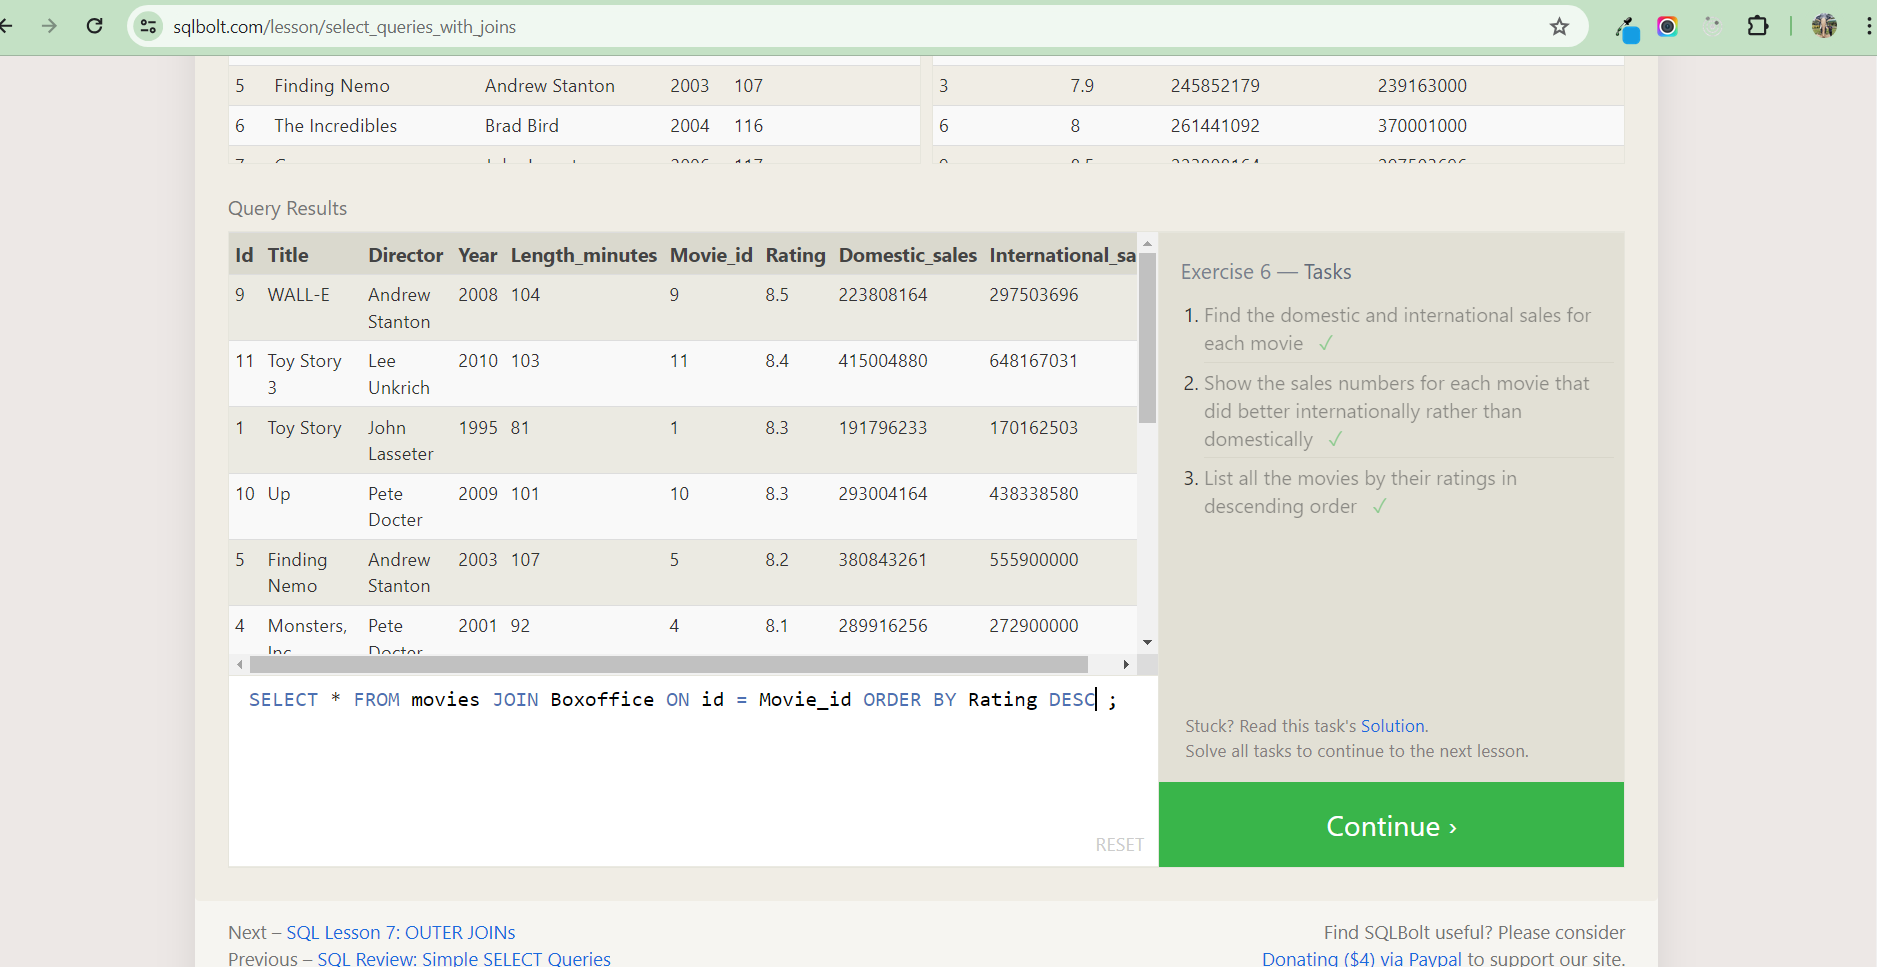 sqlbolt.com/lesson/select_queries_with_joins
5 Finding Nemo Andrew Stanton 2003 107
3 7.9 245852179 239163000
6 The Incredibles Brad Bird 2004 116
6 8 261441092 370001000
Query Results
Id Title Director Year Length_minutes Movie_id Rating Domestic_sales International_sa
9 WALL-E Andrew Stanton 2008 104 9 8.5 223808164 297503696
11 Toy Story 3 Lee Unkrich 2010 103 11 8.4 415004880 648167031
1 Toy Story John Lasseter 1995 81 1 8.3 191796233 170162503
10 Up Pete Docter 2009 101 10 8.3 293004164 438338580
5 Finding Nemo Andrew Stanton 2003 107 5 8.2 380843261 555900000
4 Monsters, Inc Pete Docter 2001 92 4 8.1 289916256 272900000
SELECT * FROM movies JOIN Boxoffice ON id = Movie_id ORDER BY Rating DESC ;
RESET
Exercise 6 — Tasks
1. Find the domestic and international sales for
each movie ✓
2. Show the sales numbers for each movie that
did better internationally rather than
domestically ✓
3. List all the movies by their ratings in
descending order ✓
Stuck? Read this task's Solution.
Solve all tasks to continue to the next lesson.
Continue ›
Next – SQL Lesson 7: OUTER JOINs
Previous – SQL Review: Simple SELECT Queries
Find SQLBolt useful? Please consider
Donating ($4) via Paypal to support our site.